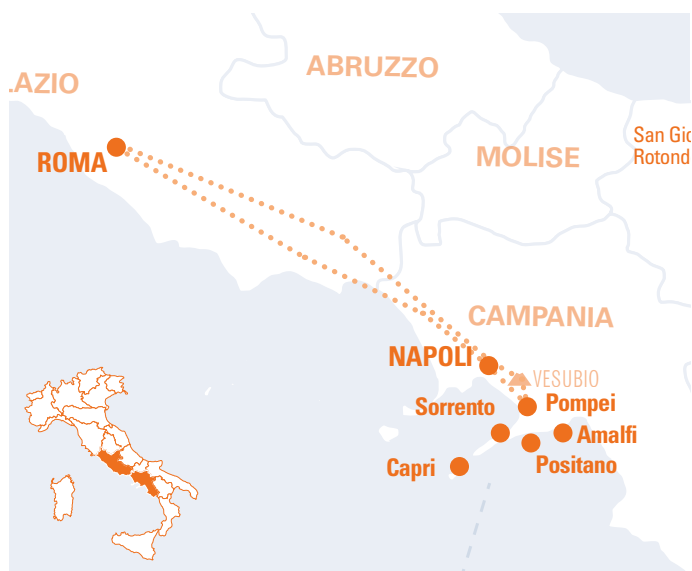 ABRUZZO
LAZIO
San Gio
Rotond
ROMA
MOLISE
CAMPANIA
NAPOLI
VESUBIO
Sorrento
Pompei
Amalfi
Positano
Capri